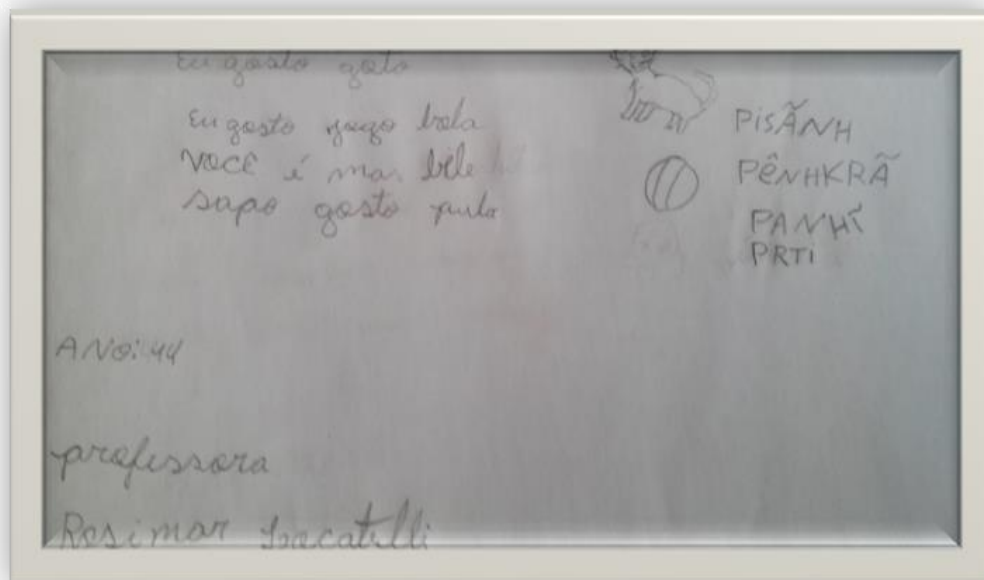 Eu gosto gato
Eu gosto jogo bola
VOCÊ é mar bele
sapo gosto pula
PISÃNH
PÊNHKRÃ
PANHĨ
PRTI
ANO: 44
professora
Rosimar